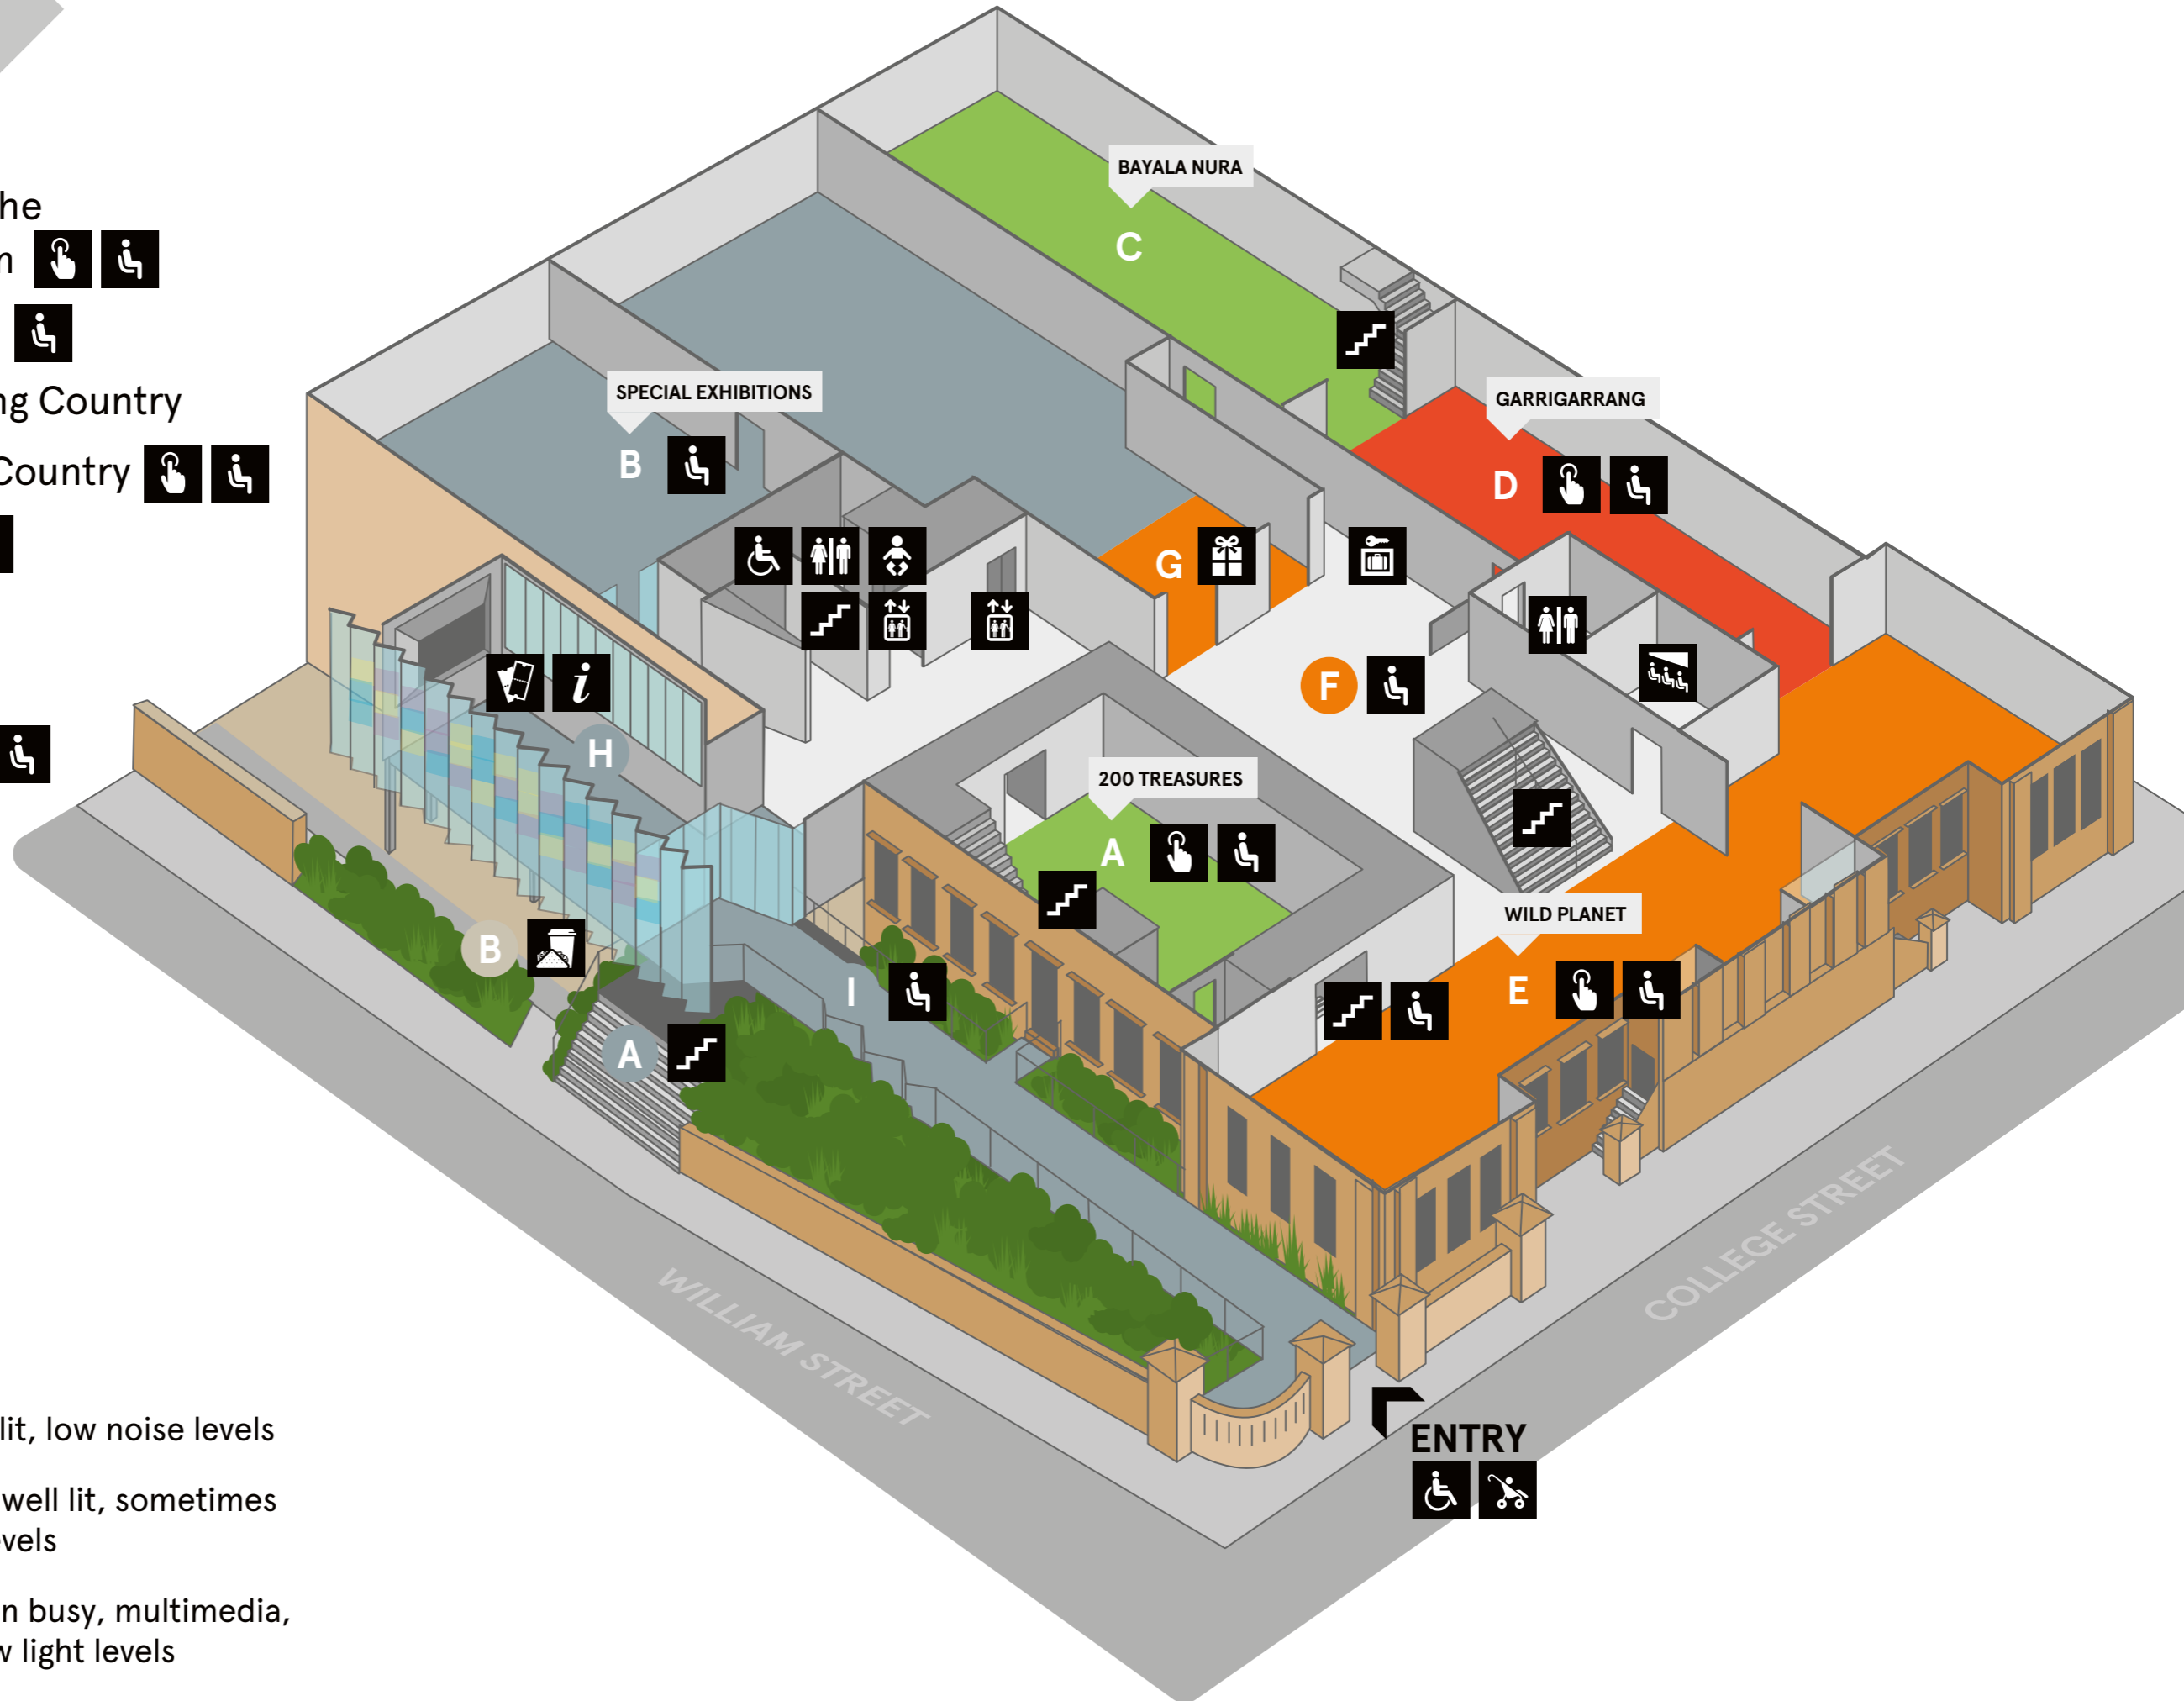 he
n
ng Country
Country
BAYALA NURA
C
SPECIAL EXHIBITIONS
B
GARRIGARRANG
D
G
F
i
H
200 TREASURES
A
WILD PLANET
E
B
I
A
WILLIAM STREET
COLLEGE STREET
ENTRY
lit, low noise levels
well lit, sometimes
evels
n busy, multimedia,
w light levels